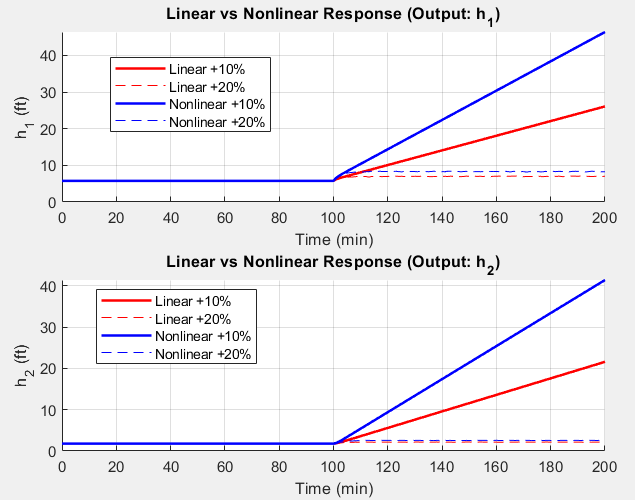 Linear vs Nonlinear Response (Output: h₁)
h₁ (ft)
40
30
20
10
0
Linear +10%
Linear +20%
Nonlinear +10%
Nonlinear +20%
0 20 40 60 80 100 120 140 160 180 200
Time (min)
Linear vs Nonlinear Response (Output: h₂)
h₂ (ft)
40
30
20
10
0
Linear +10%
Linear +20%
Nonlinear +10%
Nonlinear +20%
0 20 40 60 80 100 120 140 160 180 200
Time (min)